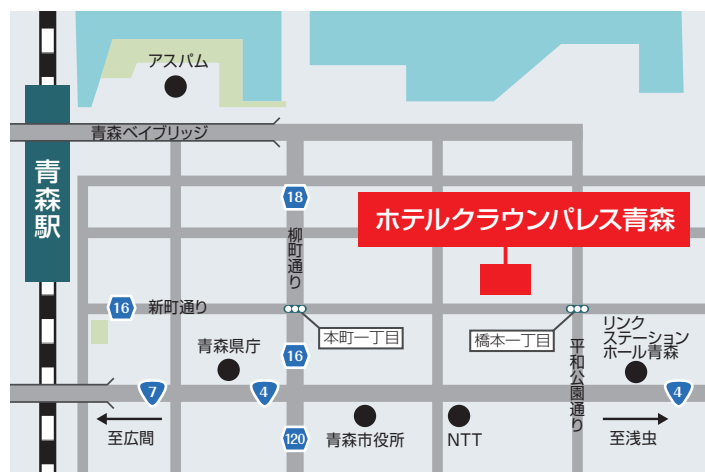 アスパム
青森ベイブリッジ
青森駅
18
ホテルクラウンパレス青森
柳町通り
16
新町通り
本町一丁目
橋本一丁目
リンク
ステーション
ホール青森
青森県庁
16
平和公園通り
7
4
4
至広間
120
青森市役所
NTT
至浅虫